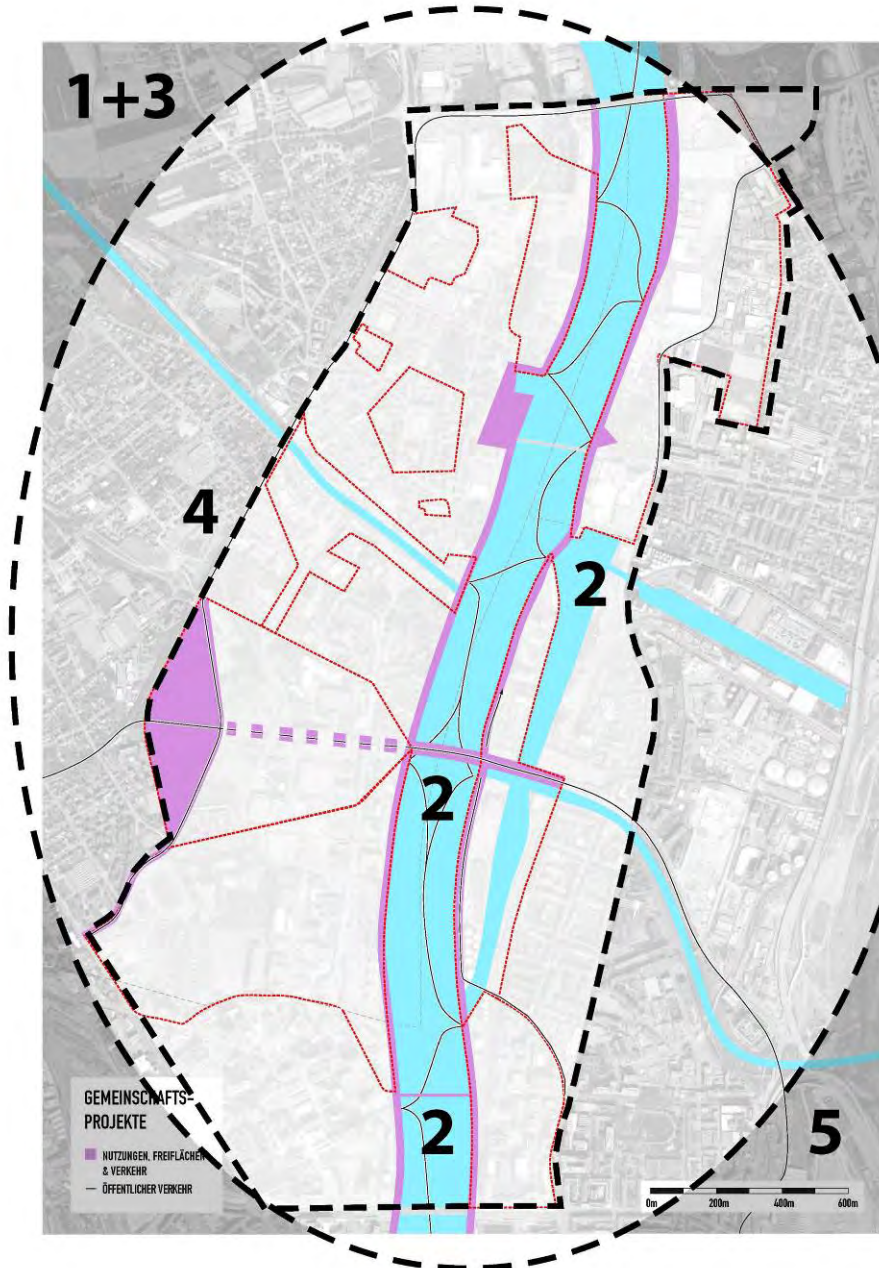 1+3
4
2
2
GEMEINSCHAFTS-
PROJEKTE
NUTZUNGEN, FREIFLÄCHEN
& VERKEHR
ÖFFENTLICHER VERKEHR
2
5
0m 200m 400m 600m